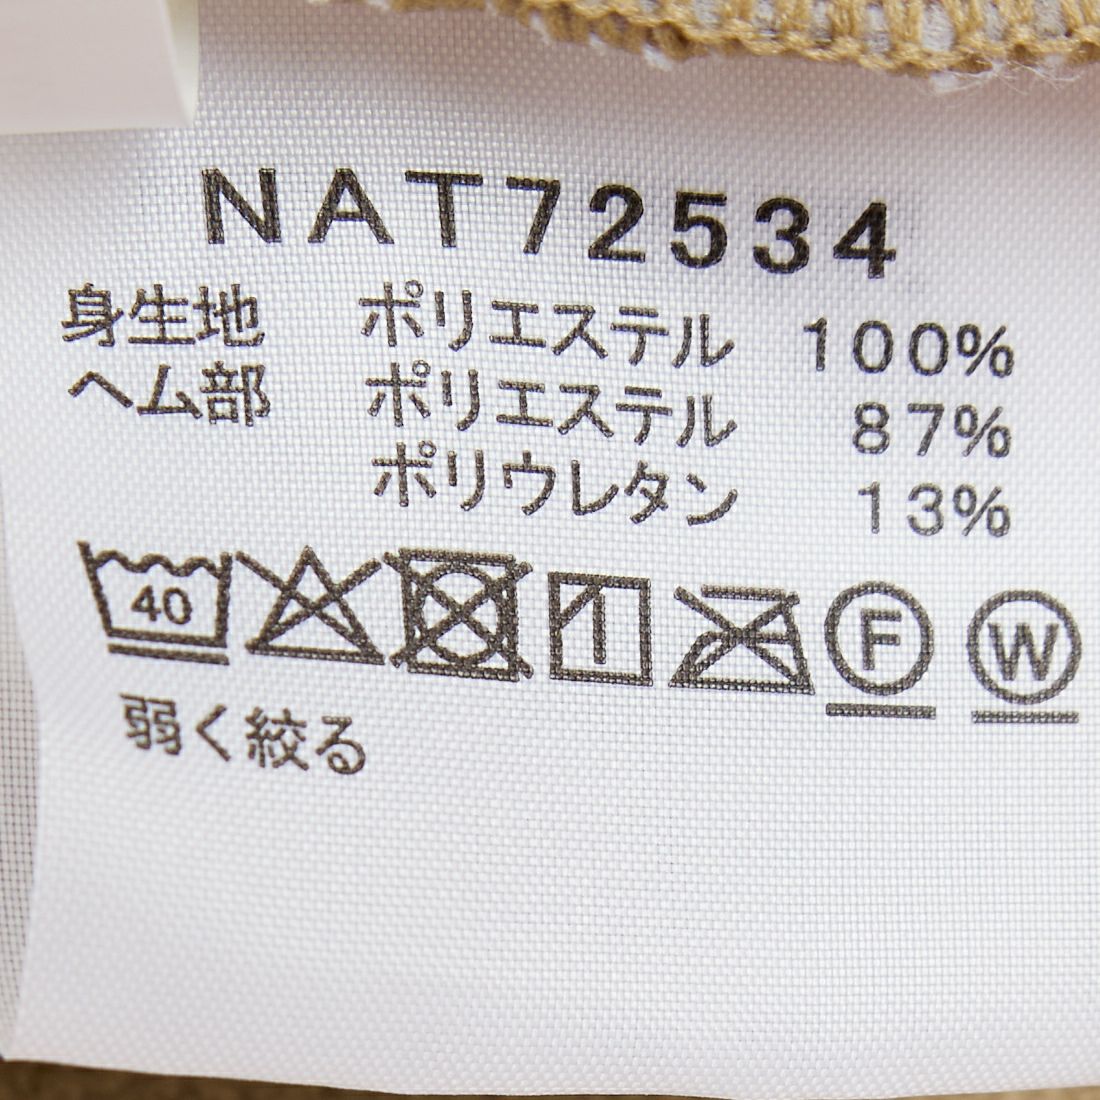 NAT72534
身生地 ポリエステル 100%
ヘム部 ポリエステル 87%
ポリウレタン 13%
40 F W
弱く絞る